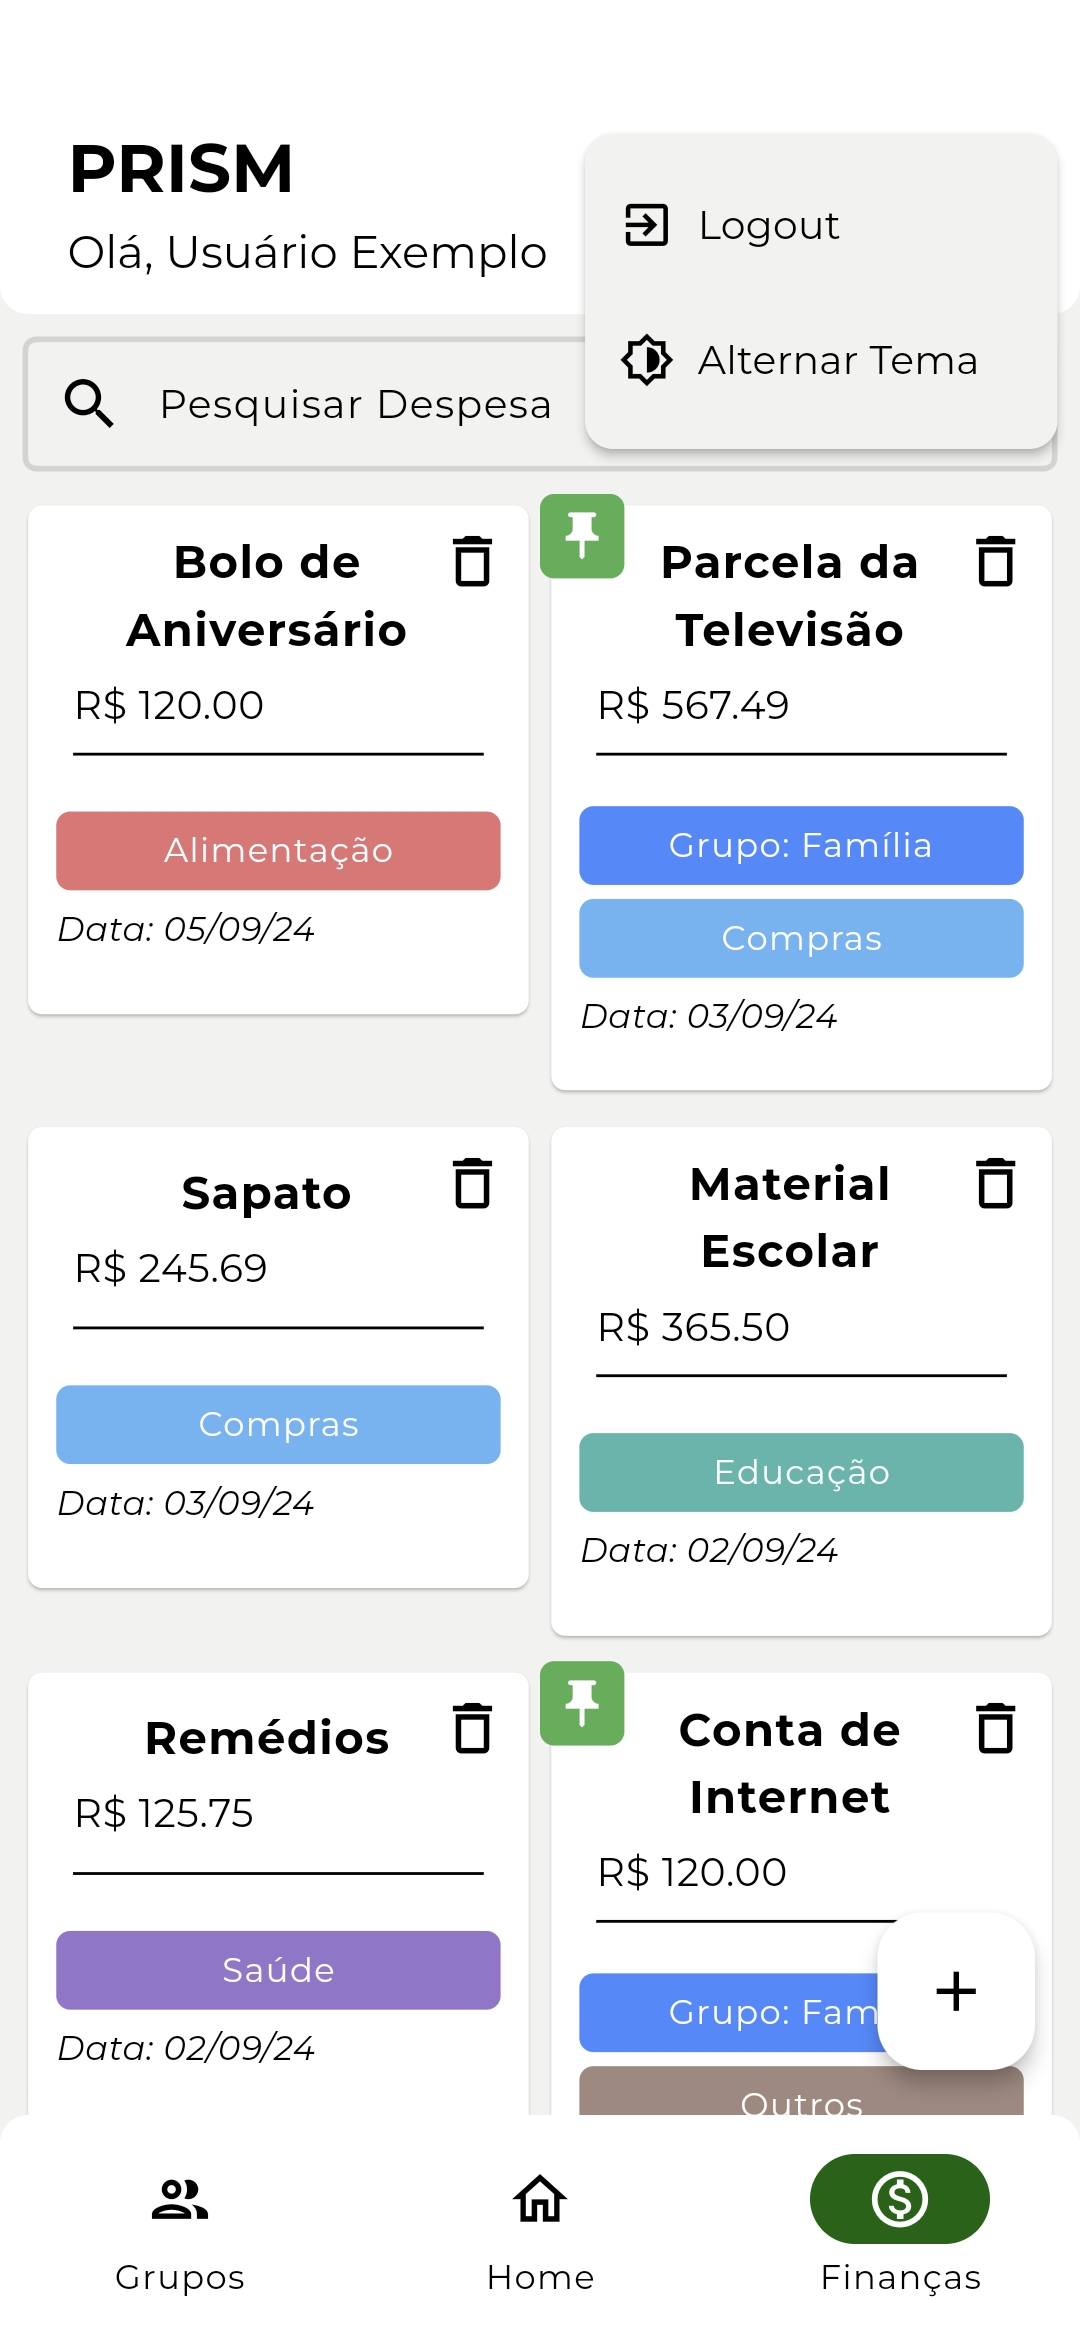 PRISM
Olá, Usuário Exemplo
Logout
Alternar Tema
Pesquisar Despesa
Bolo de
Aniversário
R$ 120.00
Alimentação
Data: 05/09/24
Parcela da
Televisão
R$ 567.49
Grupo: Família
Compras
Data: 03/09/24
Sapato
R$ 245.69
Compras
Data: 03/09/24
Material
Escolar
R$ 365.50
Educação
Data: 02/09/24
Remédios
R$ 125.75
Saúde
Data: 02/09/24
Conta de
Internet
R$ 120.00
Grupo: Fam
Outros
Grupos
Home
Finanças